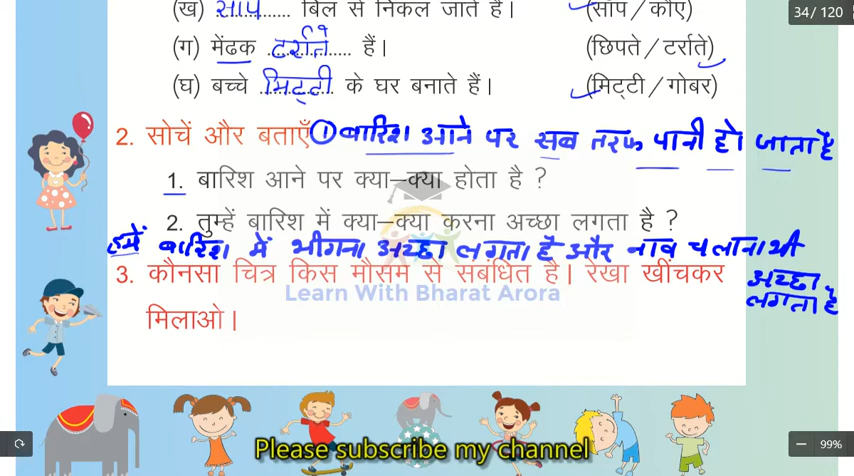 (ख) सांप बिल से निकल जाते हैं। (साँप / कौए)
34 / 120
(ग) मेंढक टर्राते हैं। (छिपते / टर्राते)
(घ) बच्चे मिट्टी के घर बनाते हैं। (मिट्टी / गोबर)
2. सोचें और बताएँ ① बारिश आने पर सब तरफ पानी हो जाता है
1. बारिश आने पर क्या–क्या होता है ?
2. तुम्हें बारिश में क्या–क्या करना अच्छा लगता है ?
हमें बारिश में भीगना अच्छा लगता है और नाव चलाना भी
अच्छा लगता है
3. कौनसा चित्र किस मौसम से संबंधित है। रेखा खींचकर
Learn With Bharat Arora
मिलाओ।
Please subscribe my channel
99%